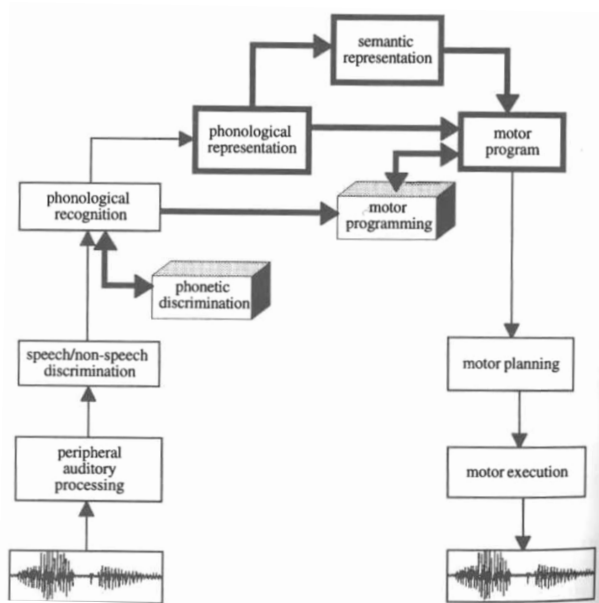 semantic
representation
phonological
representation
motor
program
phonological
recognition
motor
programming
phonetic
discrimination
speech/non-speech
discrimination
motor planning
peripheral
auditory
processing
motor execution